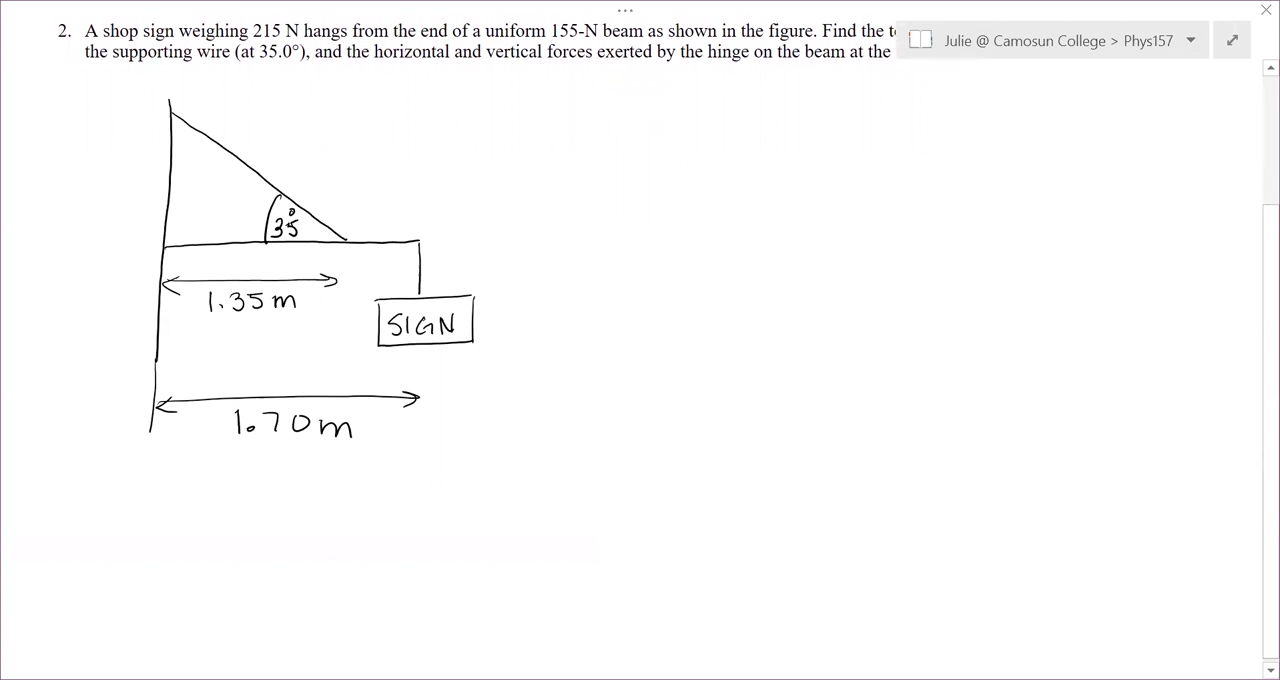 2. A shop sign weighing 215 N hangs from the end of a uniform 155-N beam as shown in the figure. Find the
the supporting wire (at 35.0°), and the horizontal and vertical forces exerted by the hinge on the beam at the
Julie @ Camosun College > Phys157
35°
1.35m
SIGN
1.70m